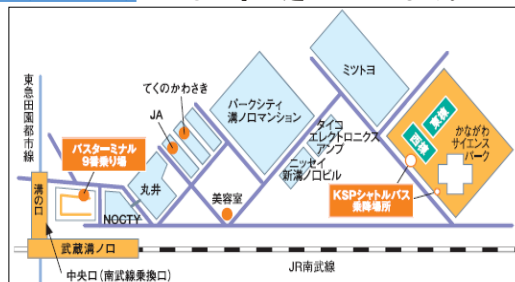 東急田園都市線
溝の口
バスターミナル
9番乗り場
NOCTY
丸井
JA
てくのかわさき
パークシティ
溝ノ口マンション
美容室
ミツトヨ
タイコ
エレクトロニクス
アンプ
ニッセイ
新溝ノ口ビル
西棟
東棟
かながわ
サイエンス
パーク
KSPシャトルバス
乗降場所
武蔵溝ノ口
中央口(南武線乗換口)
JR南武線